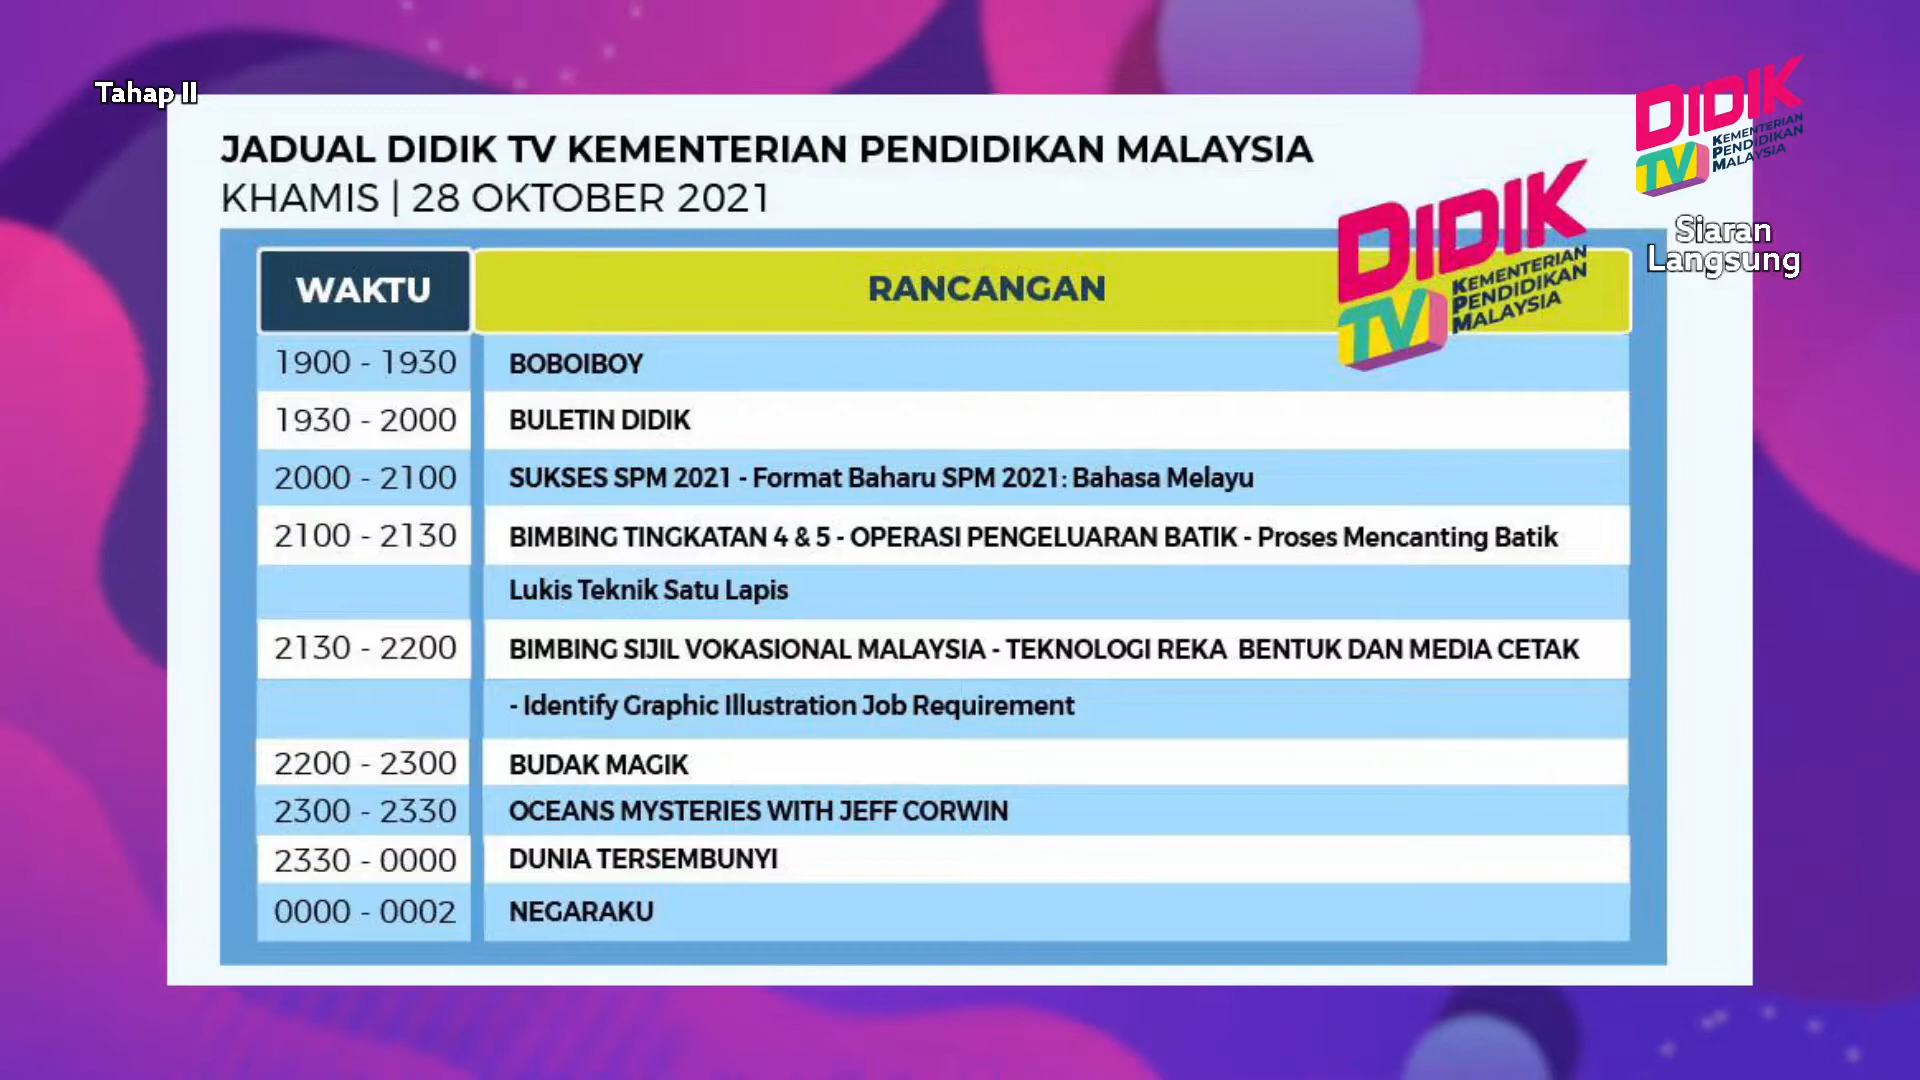 Tahap II
JADUAL DIDIK TV KEMENTERIAN PENDIDIKAN MALAYSIA
KHAMIS | 28 OKTOBER 2021
DIDIK
TV
KEMENTERIAN
PENDIDIKAN
MALAYSIA
Siaran
Langsung
DIDIK
TV
KEMENTERIAN
PENDIDIKAN
MALAYSIA
WAKTU RANCANGAN
1900 - 1930 BOBOIBOY
1930 - 2000 BULETIN DIDIK
2000 - 2100 SUKSES SPM 2021 - Format Baharu SPM 2021: Bahasa Melayu
2100 - 2130 BIMBING TINGKATAN 4 & 5 - OPERASI PENGELUARAN BATIK - Proses Mencanting Batik
Lukis Teknik Satu Lapis
2130 - 2200 BIMBING SIJIL VOKASIONAL MALAYSIA - TEKNOLOGI REKA BENTUK DAN MEDIA CETAK
- Identify Graphic Illustration Job Requirement
2200 - 2300 BUDAK MAGIK
2300 - 2330 OCEANS MYSTERIES WITH JEFF CORWIN
2330 - 0000 DUNIA TERSEMBUNYI
0000 - 0002 NEGARAKU